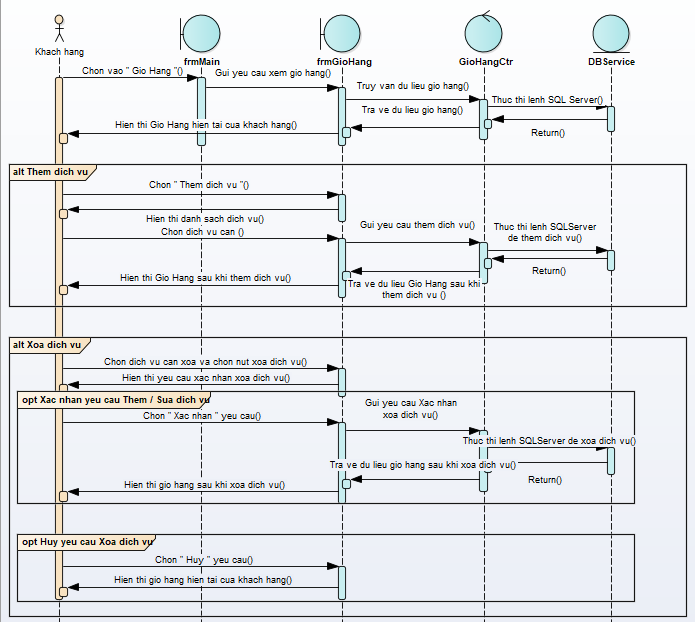 Khach hang
frmMain
frmGioHang
GioHangCtr
DBService
Chon vao " Gio Hang "()
Gui yeu cau xem gio hang()
Truy van du lieu gio hang()
Thuc thi lenh SQL Server()
Tra ve du lieu gio hang()
Hien thi Gio Hang hien tai cua khach hang()
Return()
alt Them dich vu
Chon " Them dich vu "()
Hien thi danh sach dich vu()
Chon dich vu can ()
Gui yeu cau them dich vu()
Thuc thi lenh SQLServer
de them dich vu()
Return()
Hien thi Gio Hang sau khi them dich vu()
Tra ve du lieu Gio Hang sau khi
them dich vu ()
alt Xoa dich vu
Chon dich vu can xoa va chon nut xoa dich vu()
Hien thi yeu cau xac nhan xoa dich vu()
opt Xac nhan yeu cau Them / Sua dich vu
Gui yeu cau Xac nhan
xoa dich vu()
Chon " Xac nhan " yeu cau()
Thuc thi lenh SQLServer de xoa dich vu()
Tra ve du lieu gio hang sau khi xoa dich vu()
Return()
Hien thi gio hang sau khi xoa dich vu()
opt Huy yeu cau Xoa dich vu
Chon " Huy " yeu cau()
Hien thi gio hang hien tai cua khach hang()